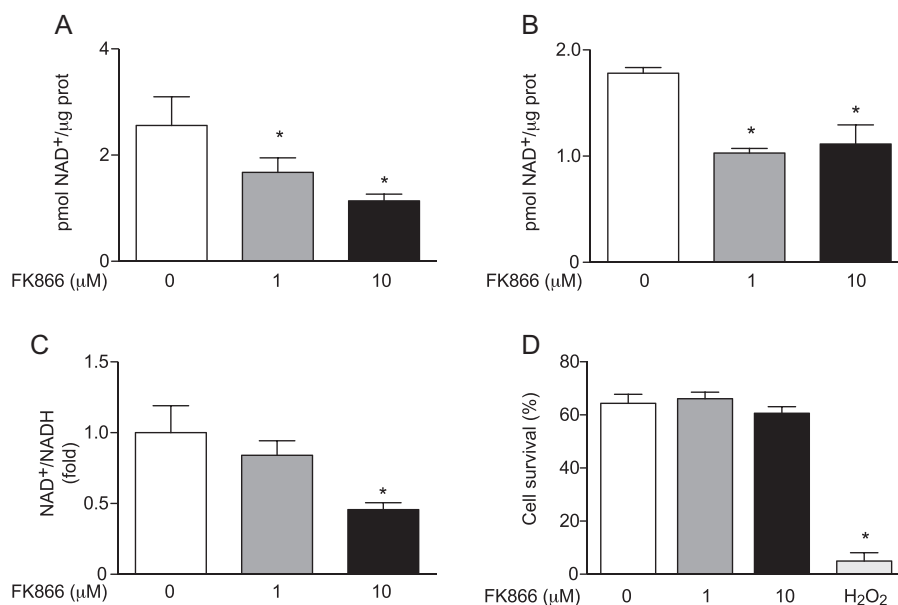 A
pmol NAD⁺/μg prot
4
2
0
*
*
FK866 (μM) 0 1 10
B
pmol NAD⁺/μg prot
2.0
1.0
0
*
*
FK866 (μM) 0 1 10
C
NAD⁺/NADH
(fold)
1.5
1.0
0.5
0
*
FK866 (μM) 0 1 10
D
Cell survival (%)
80
60
40
20
0
*
FK866 (μM) 0 1 10 H₂O₂